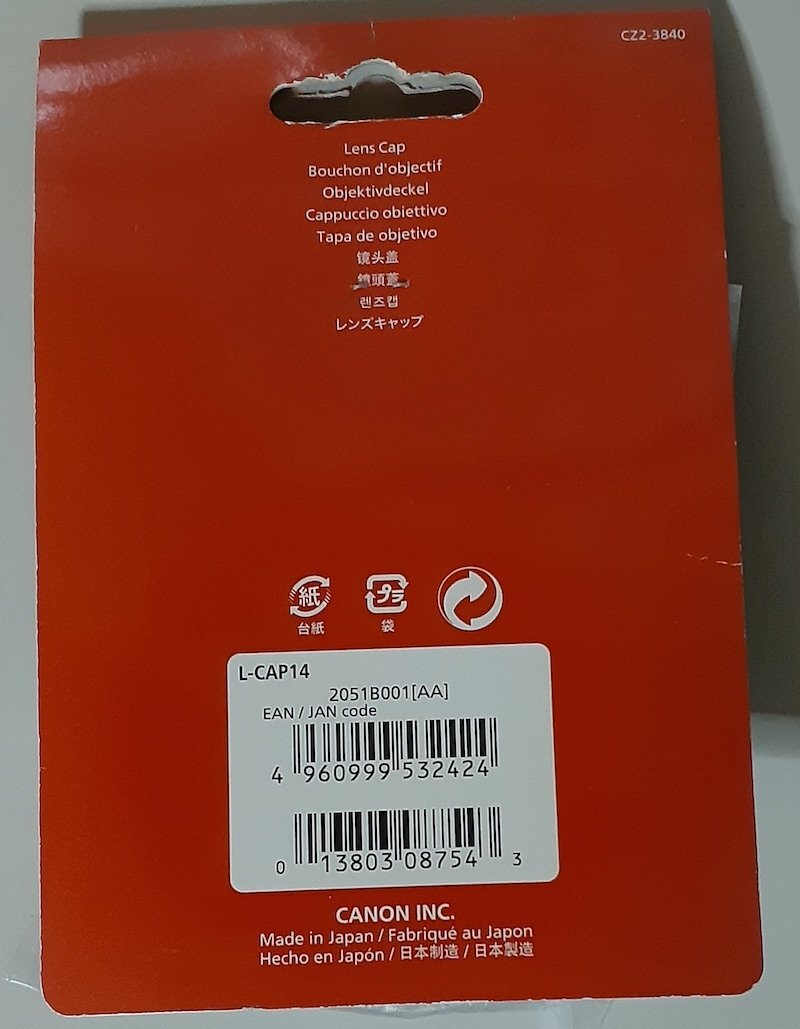 CZ2-3840
Lens Cap
Bouchon d'objectif
Objektivdeckel
Cappuccio obiettivo
Tapa de objetivo
镜头盖
鏡頭蓋
렌즈캡
レンズキャップ
紙
台紙
プラ
袋
L-CAP14
2051B001[AA]
EAN / JAN code
4 960999 532424
0 13803 08754 3
CANON INC.
Made in Japan / Fabriqué au Japon
Hecho en Japón / 日本制造 / 日本製造